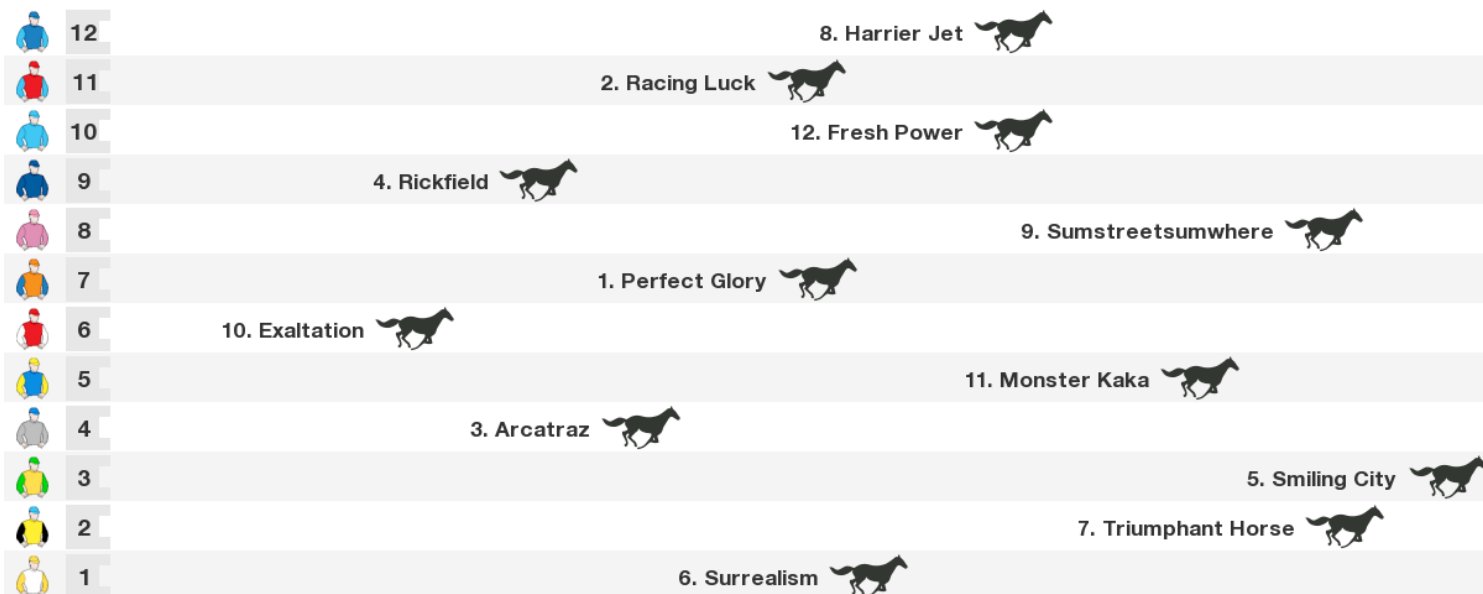 12 8. Harrier Jet
11 2. Racing Luck
10 12. Fresh Power
9 4. Rickfield
8 9. Sumstreetsumwhere
7 1. Perfect Glory
6 10. Exaltation
5 11. Monster Kaka
4 3. Arcatraz
3 5. Smiling City
2 7. Triumphant Horse
1 6. Surrealism